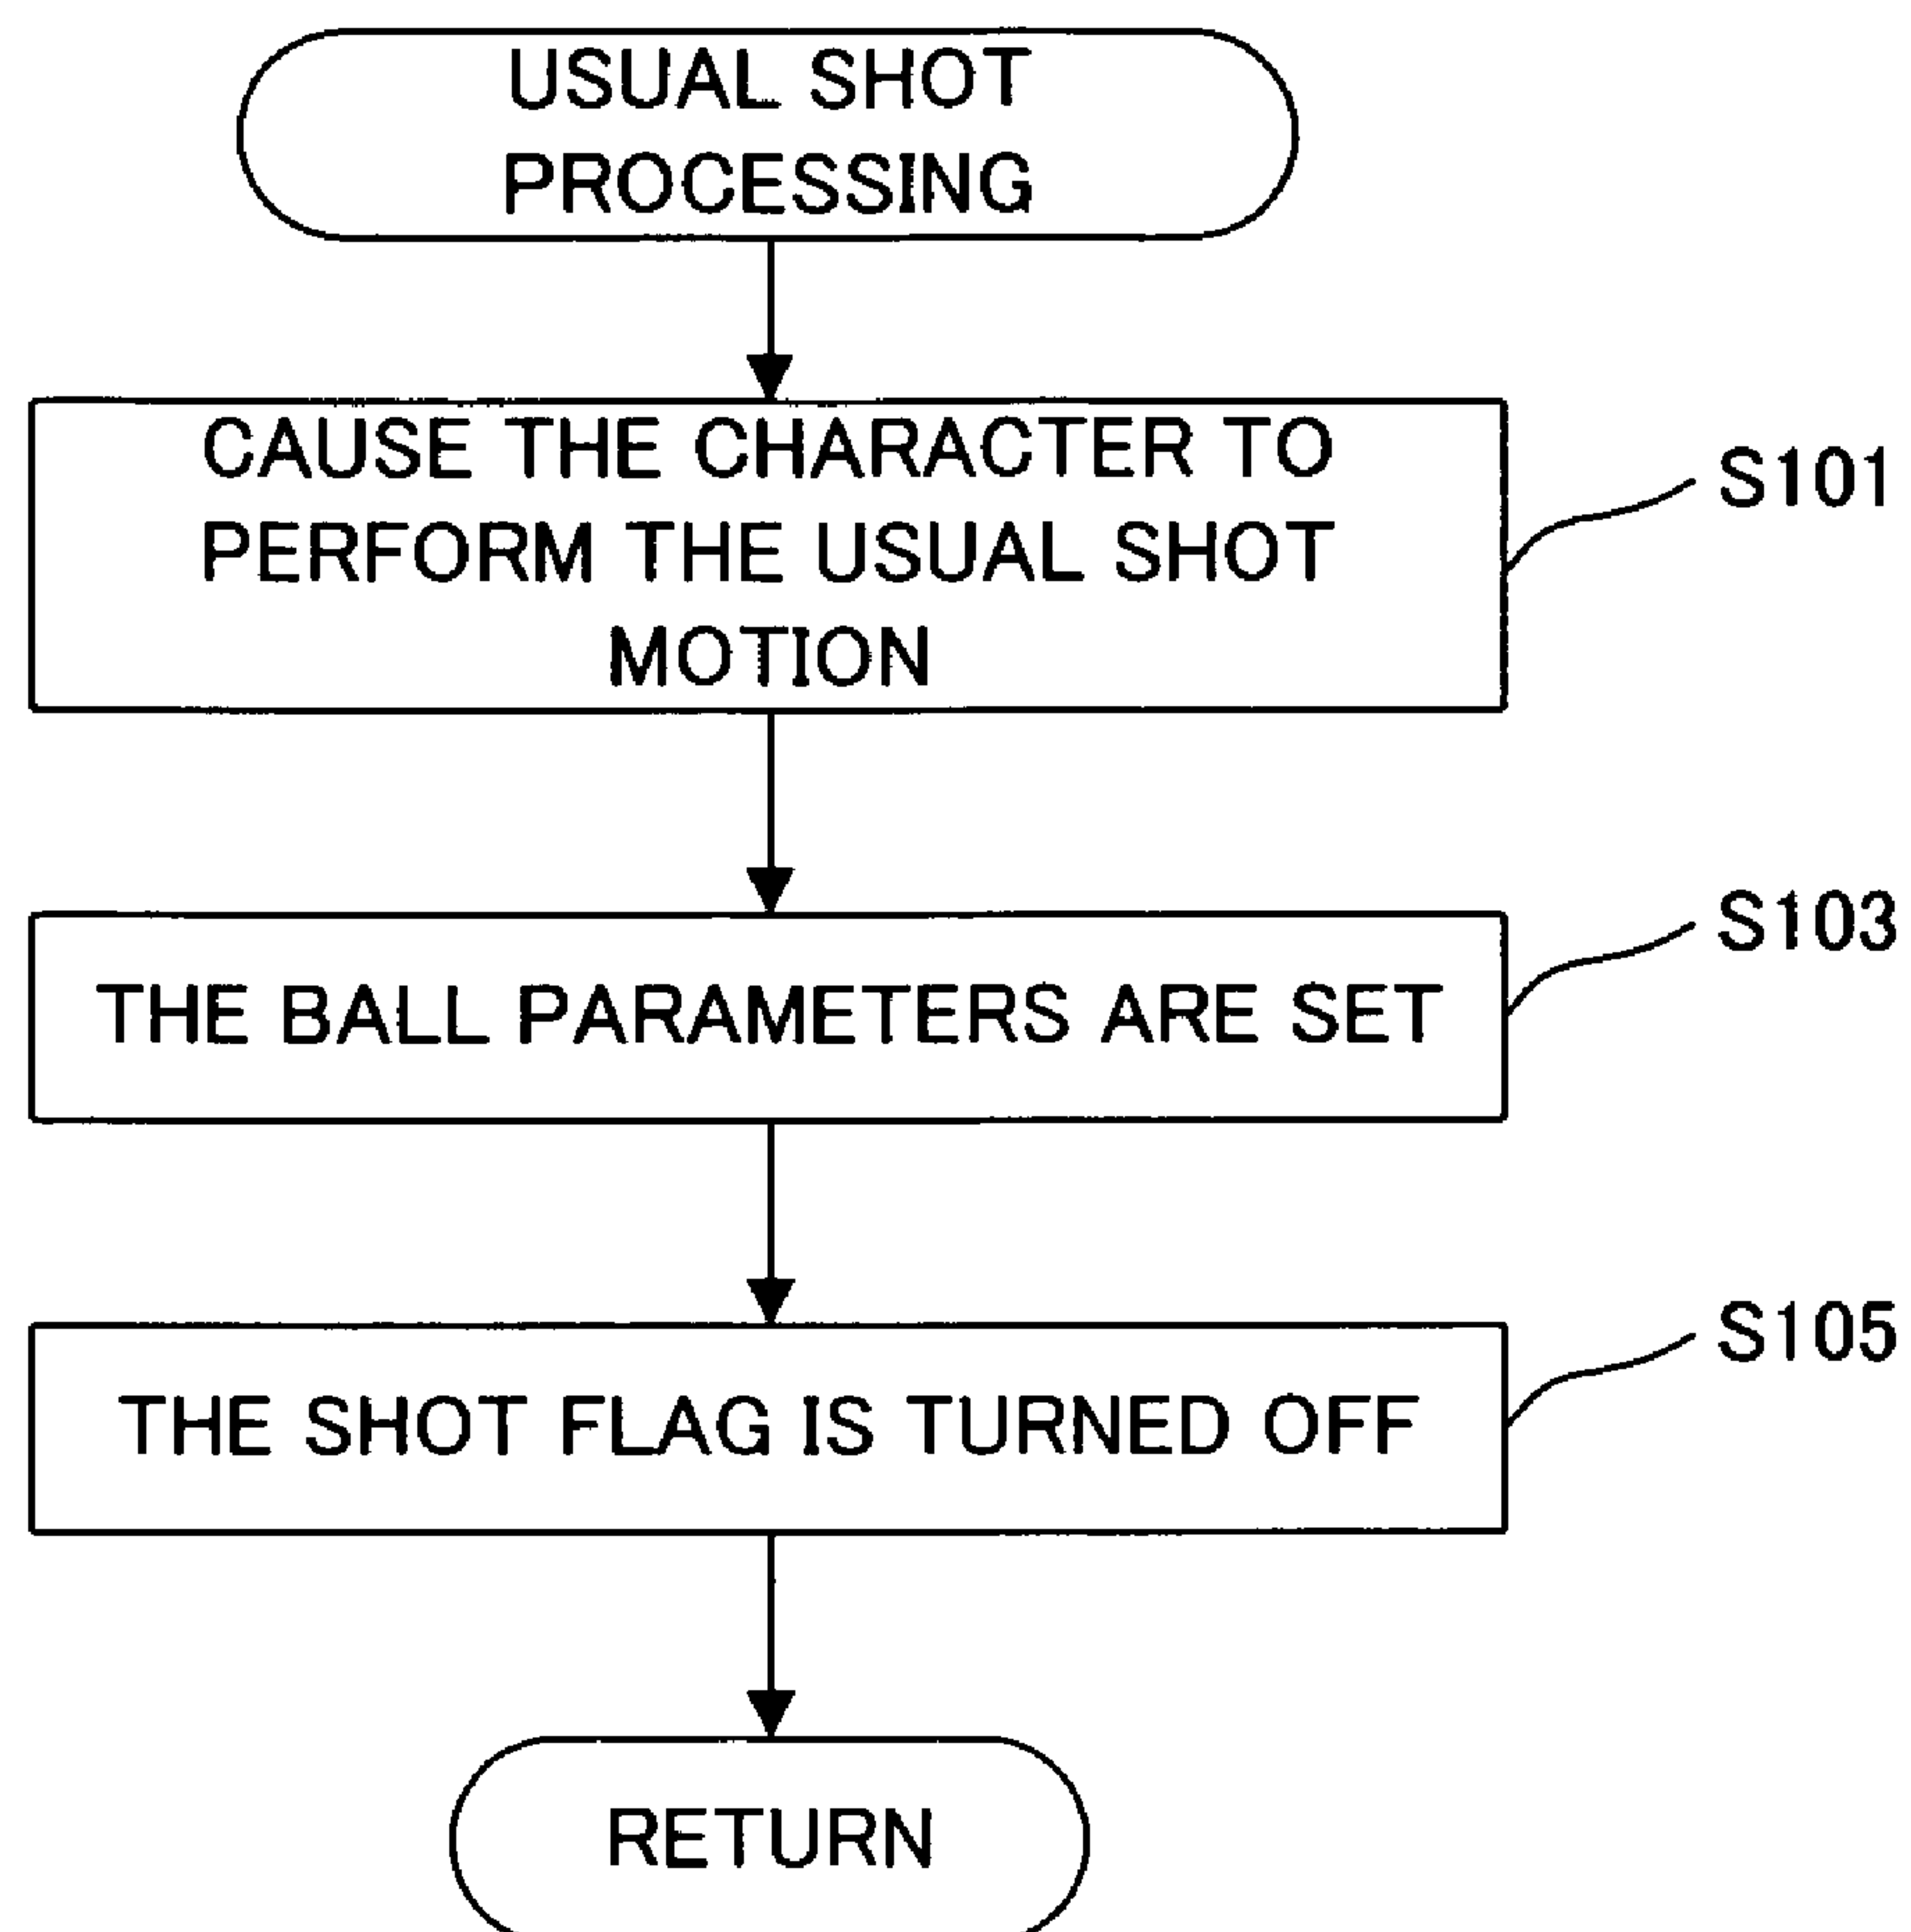 USUAL SHOT
PROCESSING
CAUSE THE CHARACTER TO
PERFORM THE USUAL SHOT
MOTION
S101
THE BALL PARAMETERS ARE SET
S103
THE SHOT FLAG IS TURNED OFF
S105
RETURN